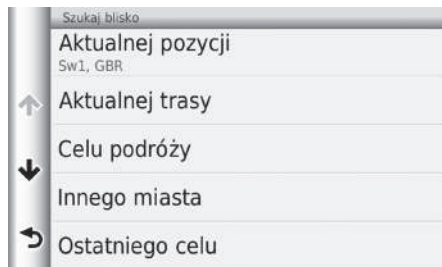 Szukaj blisko
Aktualnej pozycji
Sw1, GBR
Aktualnej trasy
Celu podróży
Innego miasta
Ostatniego celu